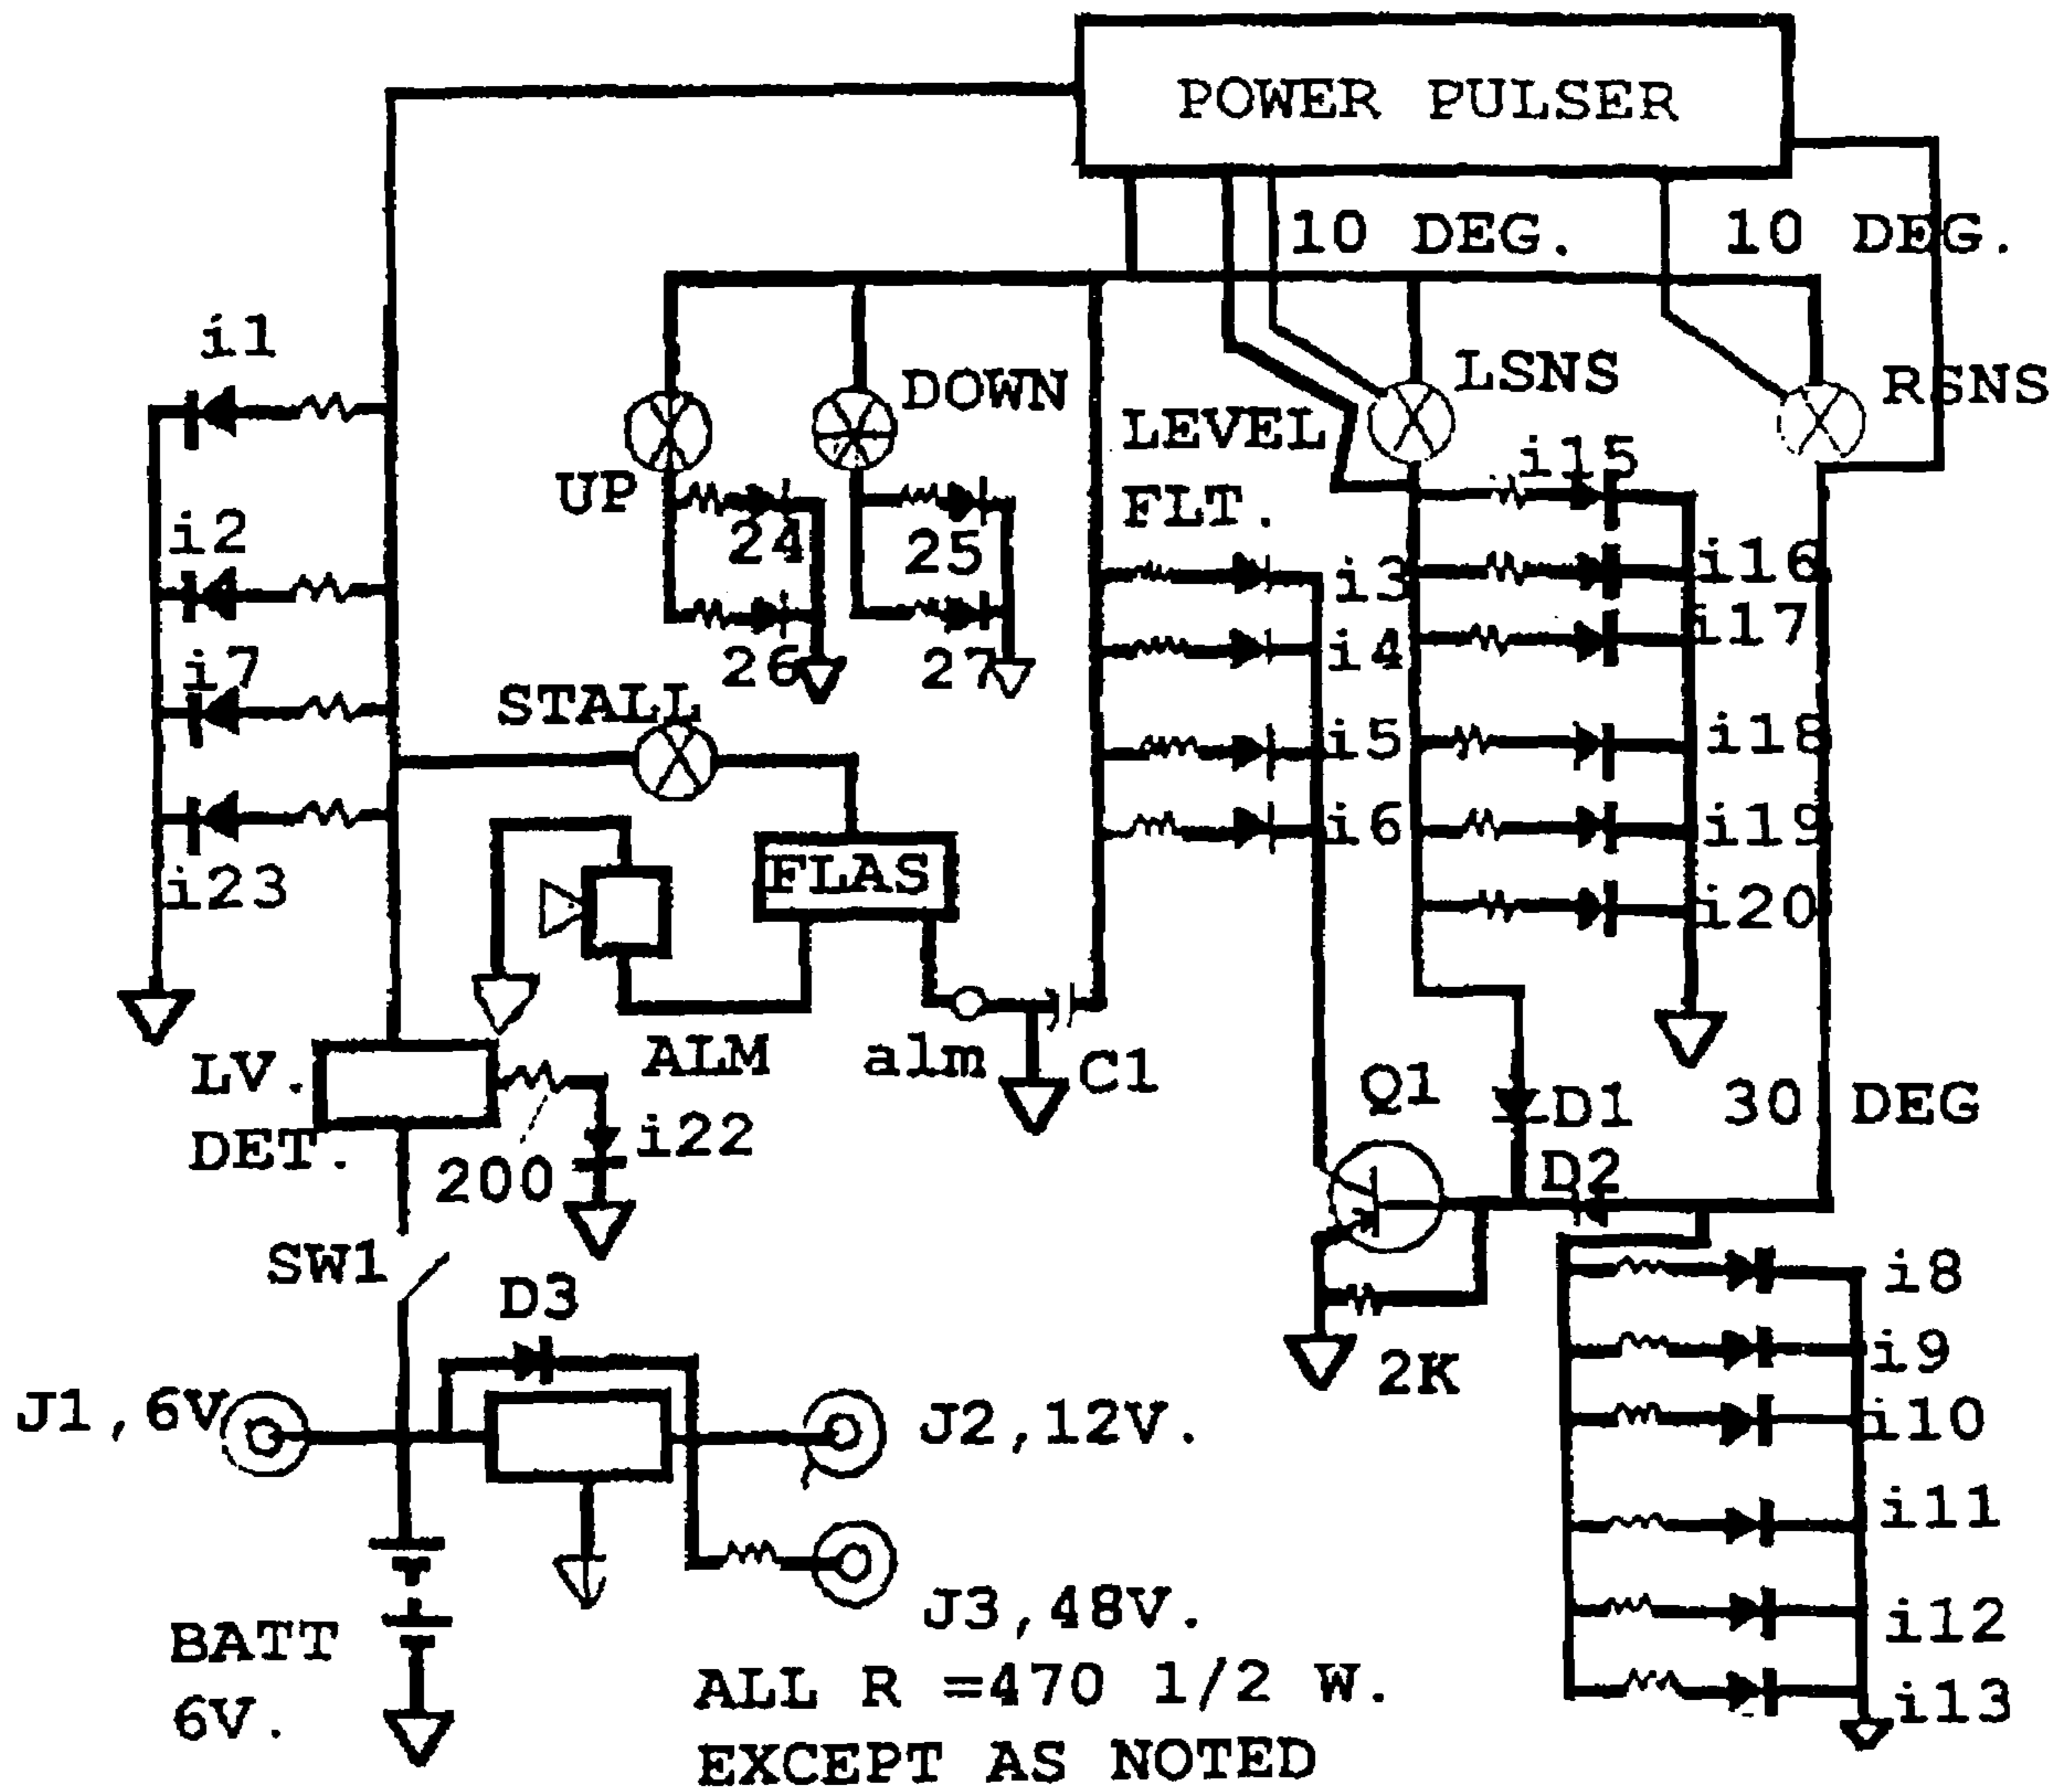 POWER PULSER
10 DEG.
10 DEG.
i1
DOWN
LSNS
RSNS
LEVEL
FLT.
UP
i15
i2
24
25
i3
i16
i17
i4
i7
26
27
STALL
i5
i18
i6
i19
FLAS
i23
i20
LV.
DET.
ALM
alm
C1
Q1
D1
30 DEG
i22
200
D2
SW1
D3
i8
2K
i9
J1,6V
J2,12V.
i10
i11
J3,48V.
i12
BATT
6V.
i13
ALL R =470 1/2 W.
EXCEPT AS NOTED